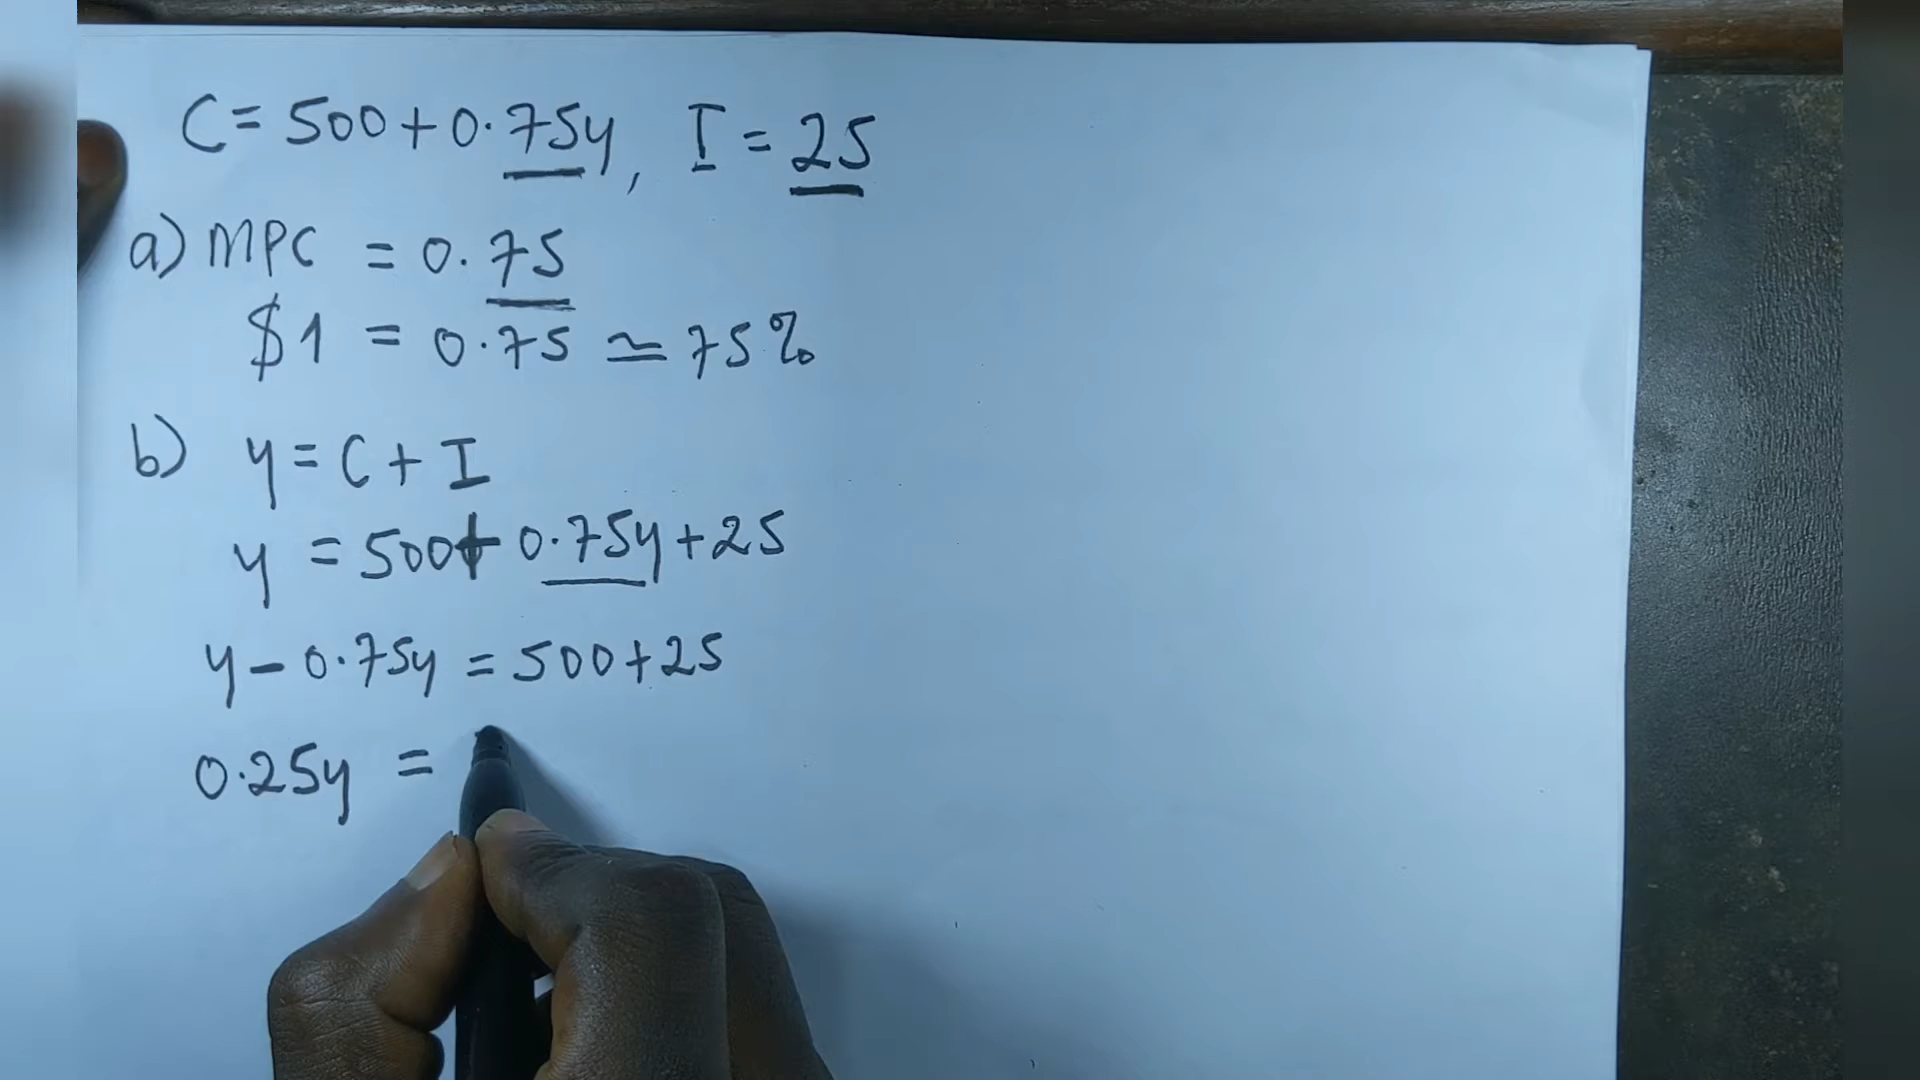 C = 500 + 0.75y, I = 25
a) MPC = 0.75
$1 = 0.75 ≃ 75%
b) y = C + I
y = 500 + 0.75y + 25
y - 0.75y = 500 + 25
0.25y =